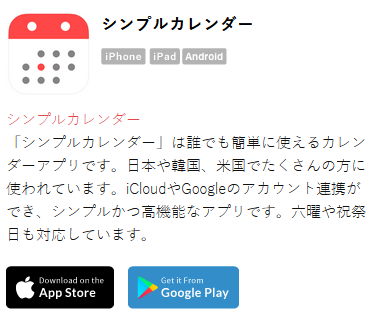 シンプルカレンダー
iPhone iPad Android
シンプルカレンダー
「シンプルカレンダー」は誰でも簡単に使えるカレン
ダーアプリです。日本や韓国、米国でたくさんの方に
使われています。iCloudやGoogleのアカウント連携が
でき、シンプルかつ高機能なアプリです。六曜や祝祭
日も対応しています。
Download on the
App Store
Get it From
Google Play